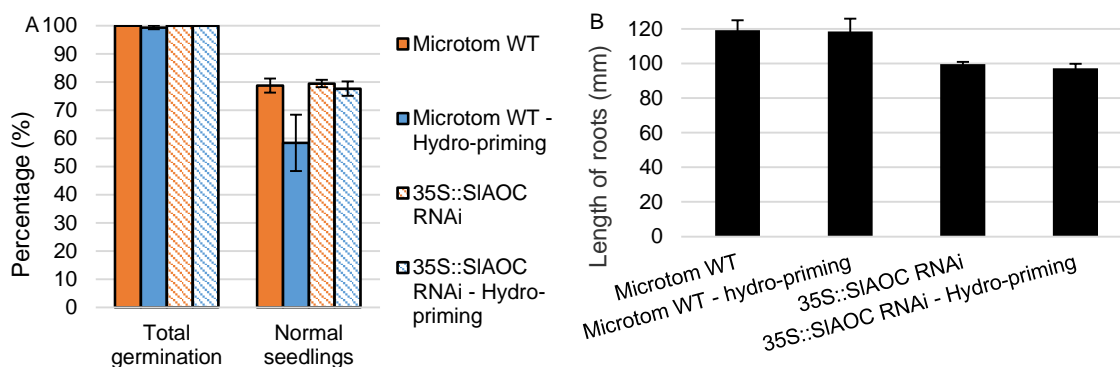 A
100
90
80
70
60
50
40
30
20
10
0
Percentage (%)
Total
germination
Normal
seedlings
Microtom WT
Microtom WT -
Hydro-priming
35S::SlAOC
RNAi
35S::SlAOC
RNAi - Hydro-
priming
B
120
100
80
60
40
20
0
Length of roots (mm)
Microtom WT
Microtom WT - hydro-priming
35S::SlAOC RNAi
35S::SlAOC RNAi - Hydro-priming